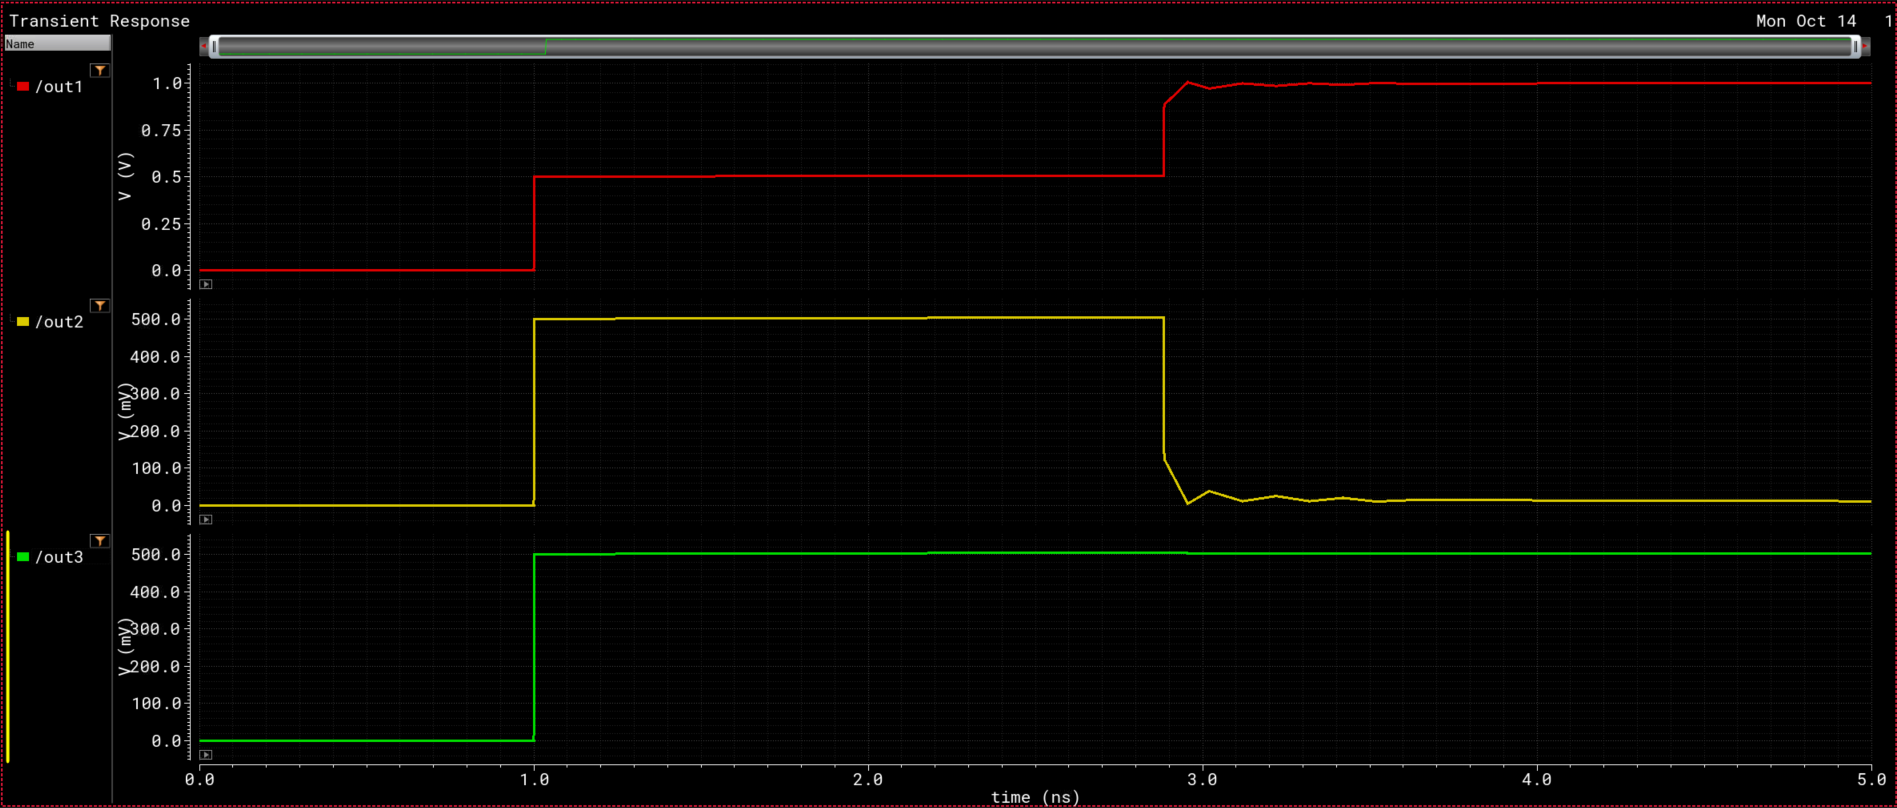 Transient Response
Mon Oct 14 1
Name
/out1
V (V)
1.0
0.75
0.5
0.25
0.0
/out2
V (mV)
500.0
400.0
300.0
200.0
100.0
0.0
/out3
V (mV)
500.0
400.0
300.0
200.0
100.0
0.0
0.0 1.0 2.0 3.0 4.0 5.0
time (ns)